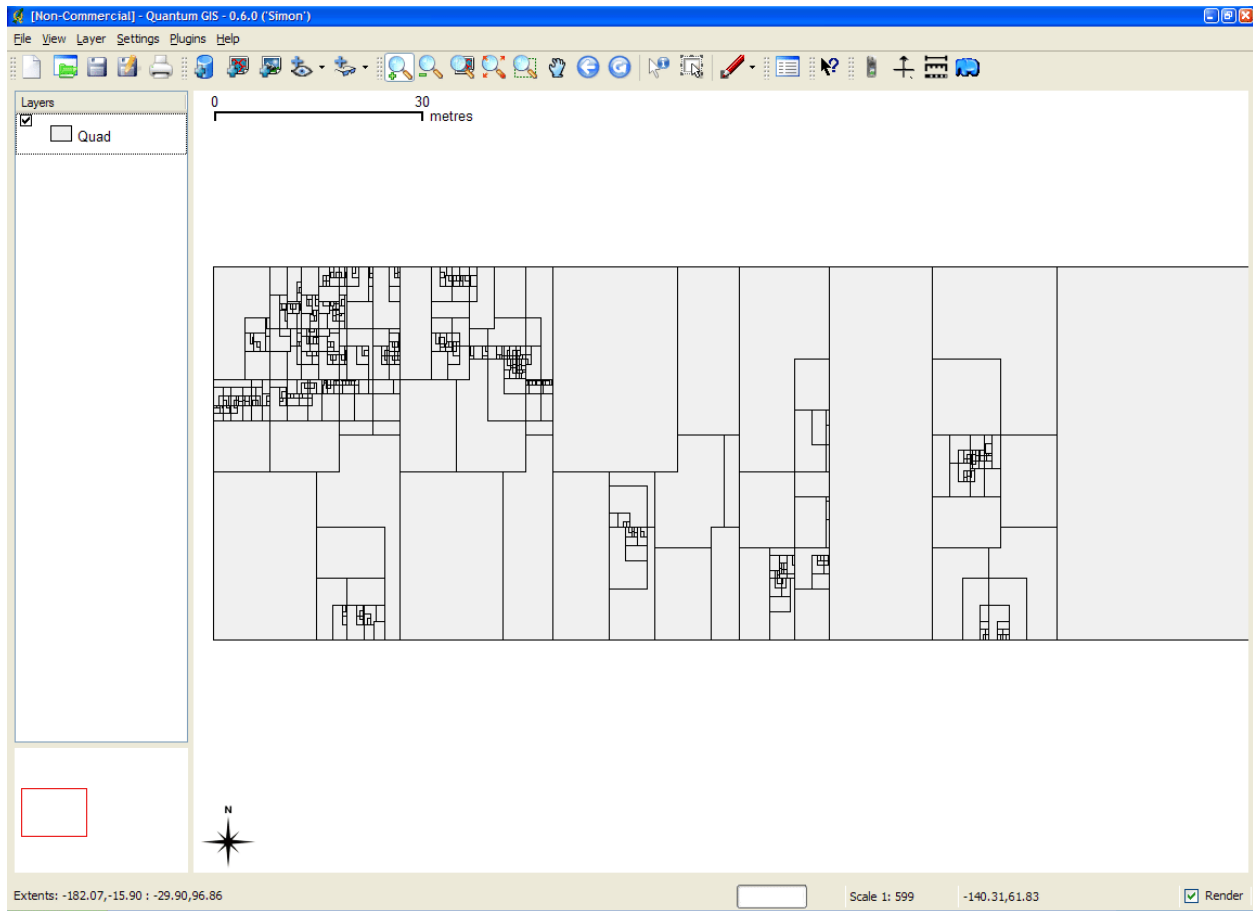 [Non-Commercial] - Quantum GIS - 0.6.0 ('Simon')
File View Layer Settings Plugins Help
Layers
Quad
0 30
metres
N
Extents: -182.07,-15.90 : -29.90,96.86
Scale 1: 599
-140.31,61.83
Render